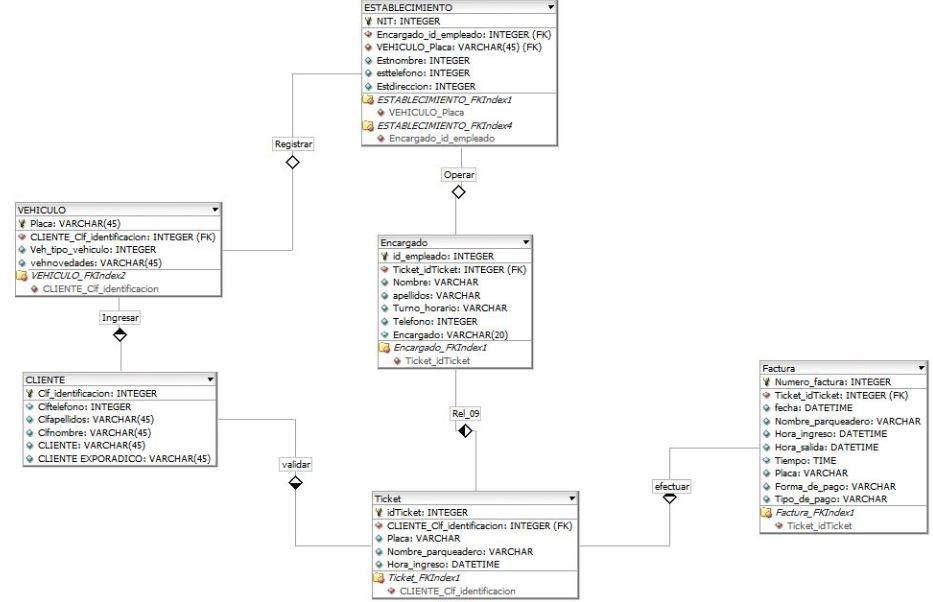 ESTABLECIMIENTO
NIT: INTEGER
Encargado_id_empleado: INTEGER (FK)
VEHICULO_Placa: VARCHAR(45) (FK)
Estnombre: INTEGER
esttelefono: INTEGER
Estdireccion: INTEGER
ESTABLECIMIENTO_FKIndex1
VEHICULO_Placa
ESTABLECIMIENTO_FKIndex4
Encargado_id_empleado
Registrar
Operar
VEHICULO
Placa: VARCHAR(45)
CLIENTE_Clf_identificacion: INTEGER (FK)
Veh_tipo_vehiculo: INTEGER
vehnovedades: VARCHAR(45)
VEHICULO_FKIndex2
CLIENTE_Clf_identificacion
Encargado
id_empleado: INTEGER
Ticket_idTicket: INTEGER (FK)
Nombre: VARCHAR
apellidos: VARCHAR
Turno_horario: VARCHAR
Telefono: INTEGER
Encargado: VARCHAR(20)
Encargado_FKIndex1
Ticket_idTicket
Ingresar
CLIENTE
Clf_identificacion: INTEGER
Clftelefono: INTEGER
Clfapellidos: VARCHAR(45)
Clfnombre: VARCHAR(45)
CLIENTE: VARCHAR(45)
CLIENTE EXPORADICO: VARCHAR(45)
Rel_09
validar
efectuar
Factura
Numero_factura: INTEGER
Ticket_idTicket: INTEGER (FK)
fecha: DATETIME
Nombre_parqueadero: VARCHAR
Hora_ingreso: DATETIME
Hora_salida: DATETIME
Tiempo: TIME
Placa: VARCHAR
Forma_de_pago: VARCHAR
Tipo_de_pago: VARCHAR
Factura_FKIndex1
Ticket_idTicket
Ticket
idTicket: INTEGER
CLIENTE_Clf_identificacion: INTEGER (FK)
Placa: VARCHAR
Nombre_parqueadero: VARCHAR
Hora_ingreso: DATETIME
Ticket_FKIndex1
CLIENTE_Clf_identificacion